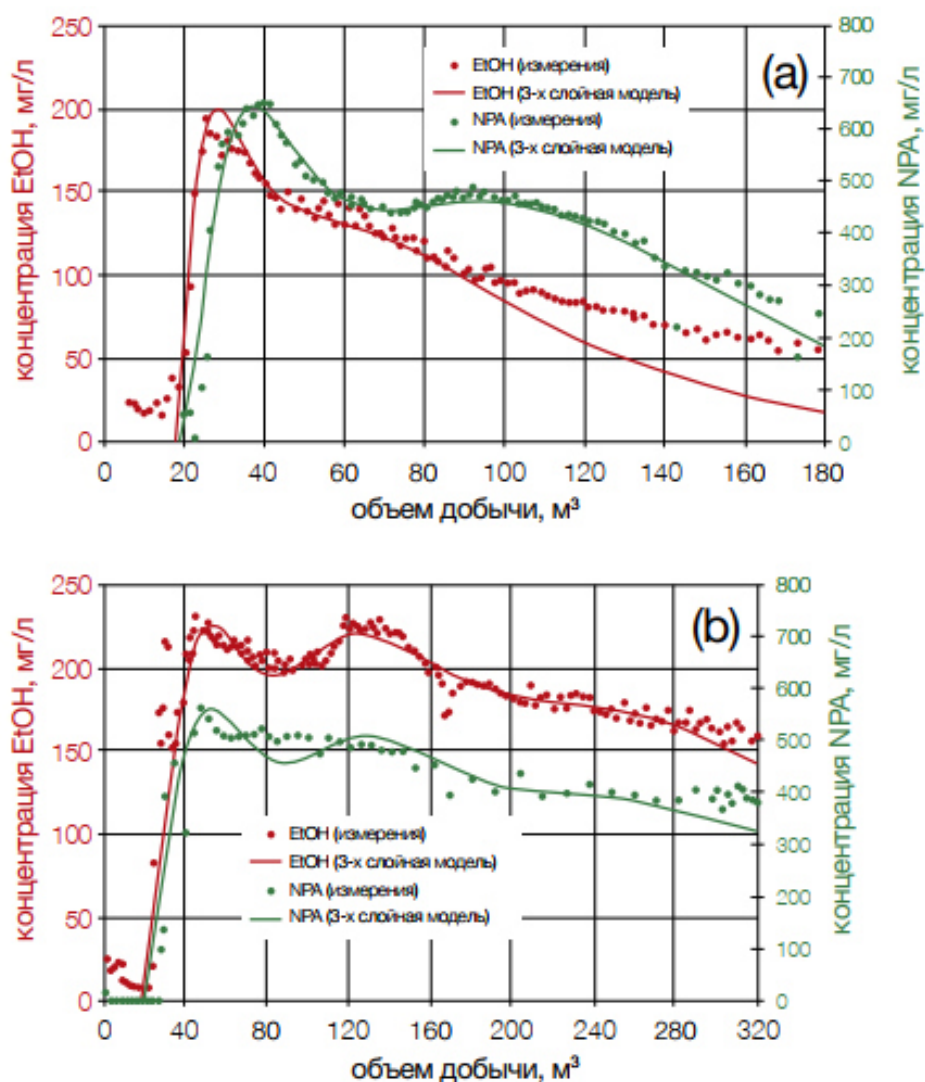 концентрация EtOH, мг/л
250
200
150
100
50
0
(a)
EtOH (измерения)
EtOH (3-х слойная модель)
NPA (измерения)
NPA (3-х слойная модель)
800
700
600
500
400
300
200
100
0
концентрация NPA, мг/л
0 20 40 60 80 100 120 140 160 180
объем добычи, м³
концентрация EtOH, мг/л
250
200
150
100
50
0
(b)
EtOH (измерения)
EtOH (3-х слойная модель)
NPA (измерения)
NPA (3-х слойная модель)
800
700
600
500
400
300
200
100
0
концентрация NPA, мг/л
0 40 80 120 160 200 240 280 320
объем добычи, м³